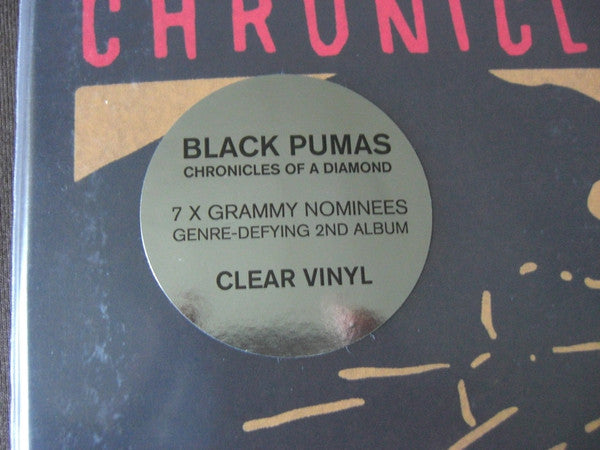 CHRONICL
BLACK PUMAS
CHRONICLES OF A DIAMOND
7 X GRAMMY NOMINEES
GENRE-DEFYING 2ND ALBUM
CLEAR VINYL